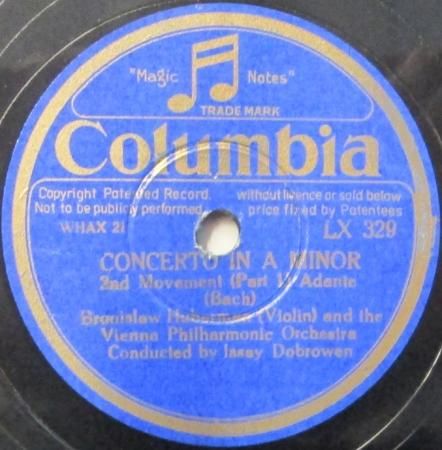 "Magic Notes"
TRADE MARK
Columbia
Copyright Patented Record. without licence or sold below
Not to be publicly performed price fixed by Patentees
WHAX 21 LX 329
CONCERTO IN A MINOR
2nd Movement (Part 1) Adante
(Bach)
Bronislaw Huberman (Violin) and the
Vienna Philharmonic Orchestra
Conducted by Issay Dobrowen